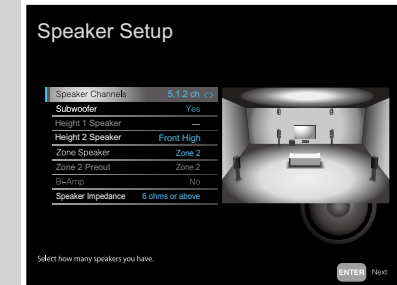 Speaker Setup
Speaker Channels 5.1.2 ch <>
Subwoofer Yes
Height 1 Speaker ---
Height 2 Speaker Front High
Zone Speaker Zone 2
Zone 2 Preout Zone 2
Bi-Amp No
Speaker Impedance 6 ohms or above
Select how many speakers you have.
ENTER Next